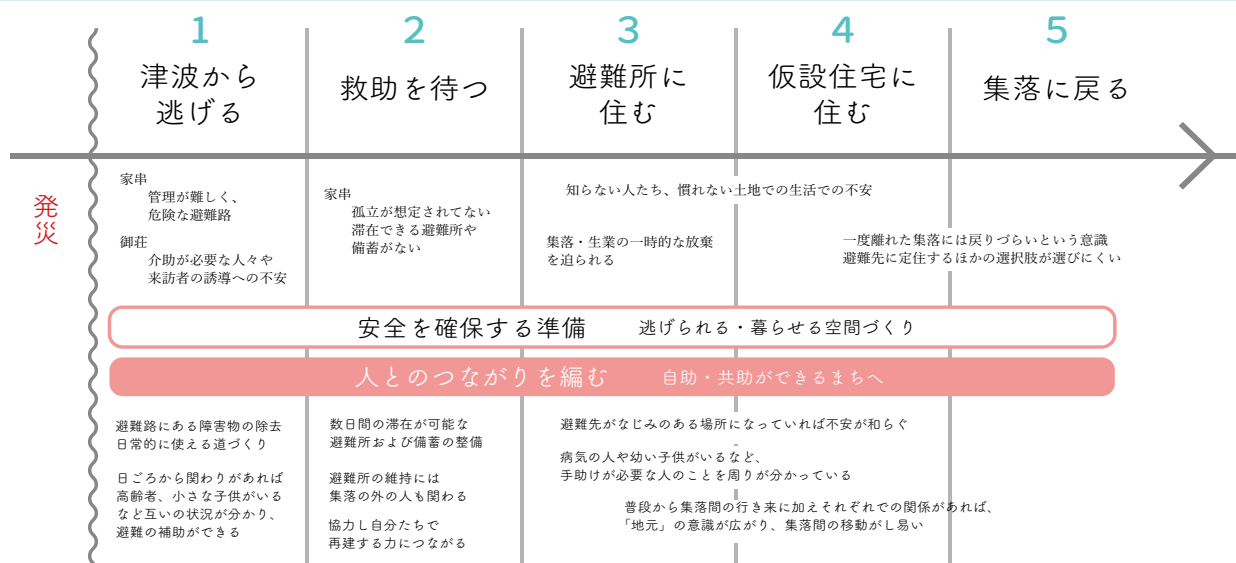 1
津波から
逃げる
2
救助を待つ
3
避難所に
住む
4
仮設住宅に
住む
5
集落に戻る
発災
家串
管理が難しく、
危険な避難路
御荘
介助が必要な人々や
来訪者の誘導への不安
家串
孤立が想定されてない
滞在できる避難所や
備蓄がない
知らない人たち、慣れない土地での生活での不安
集落・生業の一時的な放棄
を迫られる
一度離れた集落には戻りづらいという意識
避難先に定住するほかの選択肢が選びにくい
安全を確保する準備 逃げられる・暮らせる空間づくり
人とのつながりを編む 自助・共助ができるまちへ
避難路にある障害物の除去
日常的に使える道づくり
日ごろから関わりがあれば
高齢者、小さな子供がいる
など互いの状況が分かり、
避難の補助ができる
数日間の滞在が可能な
避難所および備蓄の整備
避難所の維持には
集落の外の人も関わる
協力し自分たちで
再建する力につながる
避難先がなじみのある場所になっていれば不安が和らぐ
病気の人や幼い子供がいるなど、
手助けが必要な人のことを周りが分かっている
普段から集落間の行き来に加えそれぞれでの関係があれば、
「地元」の意識が広がり、集落間の移動がし易い